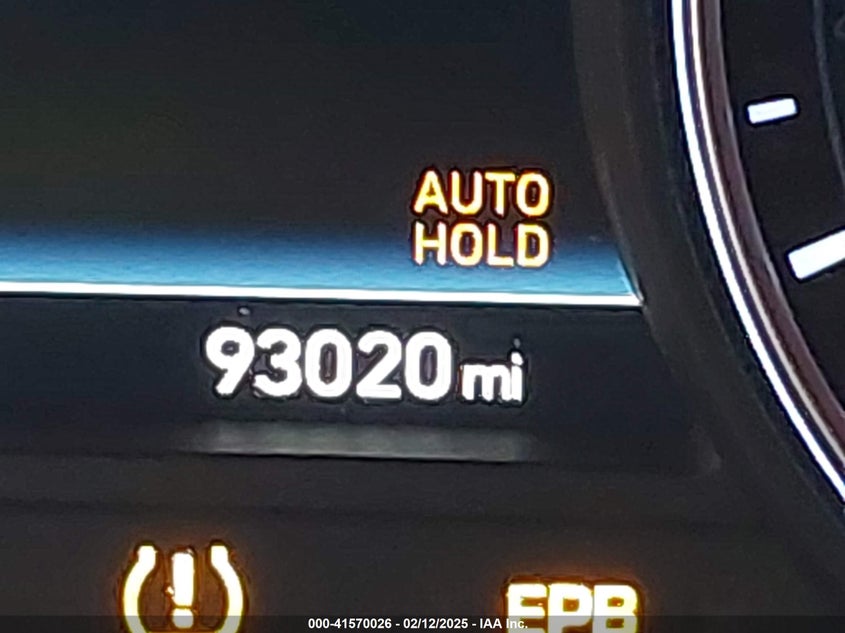 AUTO
HOLD
93020 mi
EPB
000-41570026 - 02/12/2025 - IAA Inc.